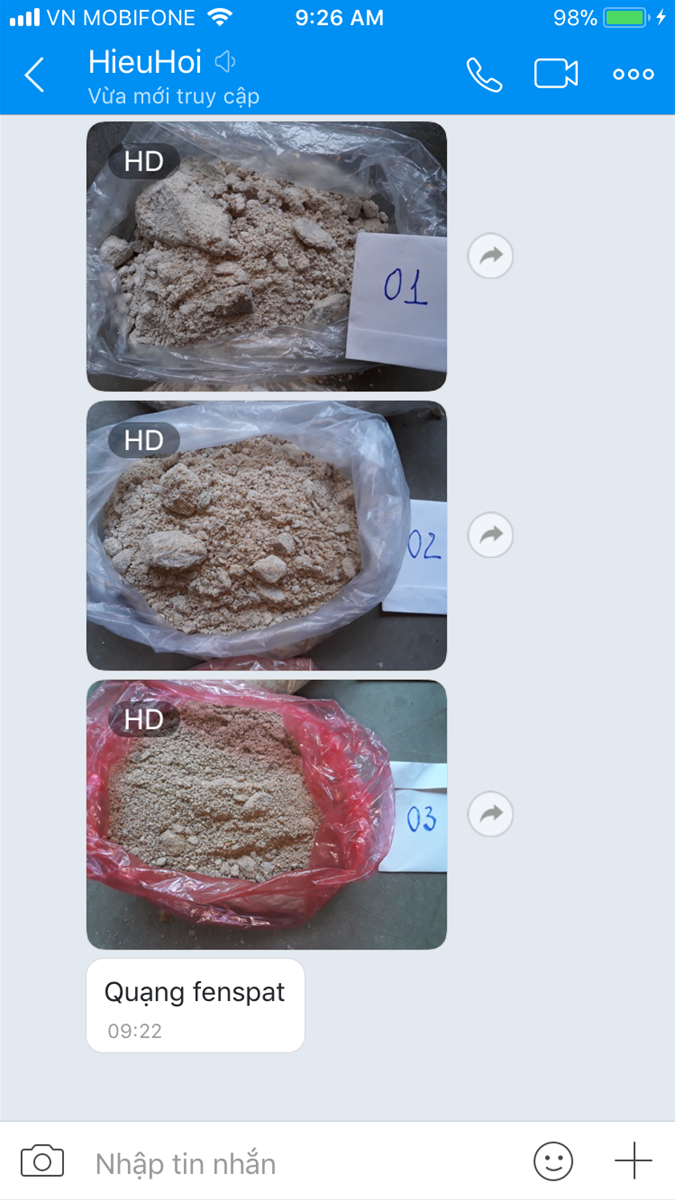 VN MOBIFONE 9:26 AM 98%
HieuHoi
Vừa mới truy cập
HD
01
HD
02
HD
03
Quạng fenspat
09:22
Nhập tin nhắn